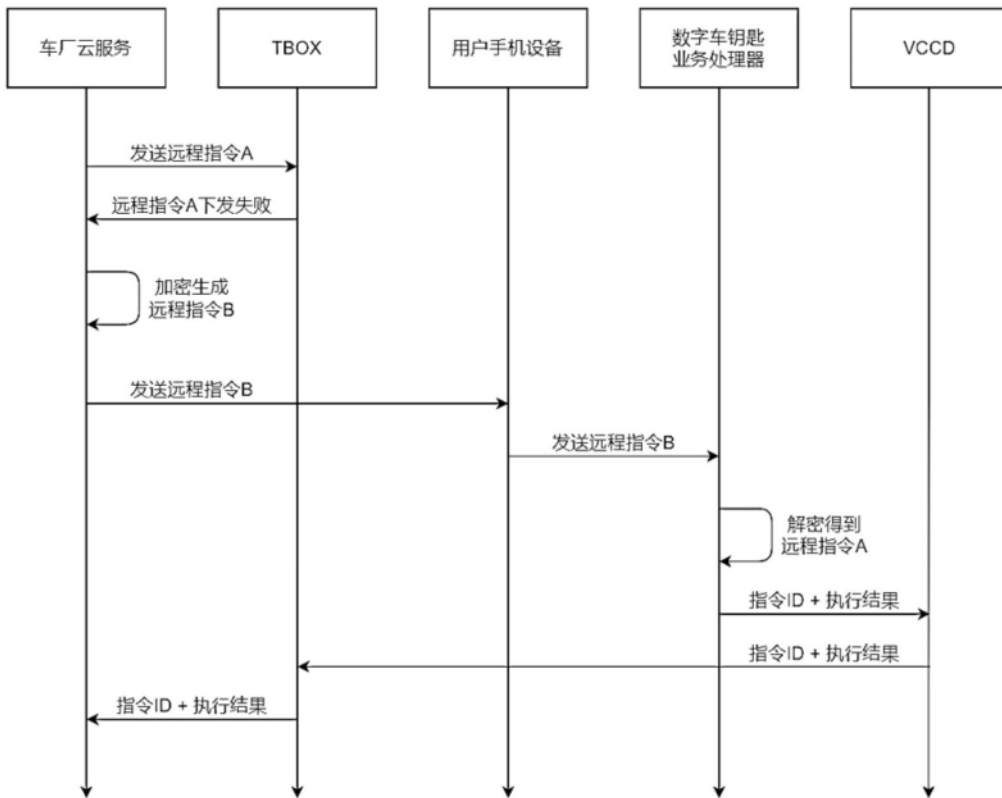 车厂云服务
TBOX
用户手机设备
数字车钥匙
业务处理器
VCCD
发送远程指令A
远程指令A下发失败
加密生成
远程指令B
发送远程指令B
发送远程指令B
解密得到
远程指令A
指令ID + 执行结果
指令ID + 执行结果
指令ID + 执行结果